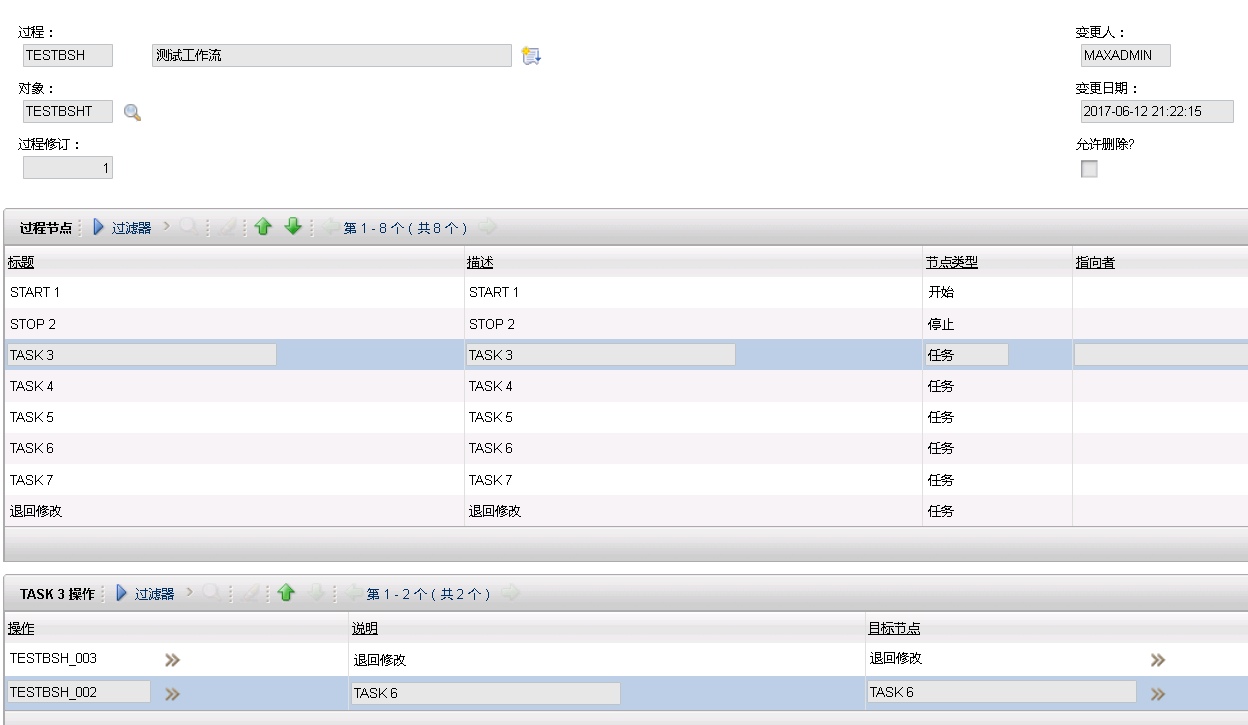 过程：
变更人：
TESTBSH 测试工作流 MAXADMIN
对象：
变更日期：
TESTBSHT 2017-06-12 21:22:15
过程修订：
允许删除?
1
过程节点 过滤器 第 1 - 8 个 ( 共 8 个 )
标题 描述 节点类型 指向者
START 1 START 1 开始
STOP 2 STOP 2 停止
TASK 3 TASK 3 任务
TASK 4 TASK 4 任务
TASK 5 TASK 5 任务
TASK 6 TASK 6 任务
TASK 7 TASK 7 任务
退回修改 退回修改 任务
TASK 3 操作 过滤器 第 1 - 2 个 ( 共 2 个 )
操作 说明 目标节点
TESTBSH_003 退回修改 退回修改
TESTBSH_002 TASK 6 TASK 6